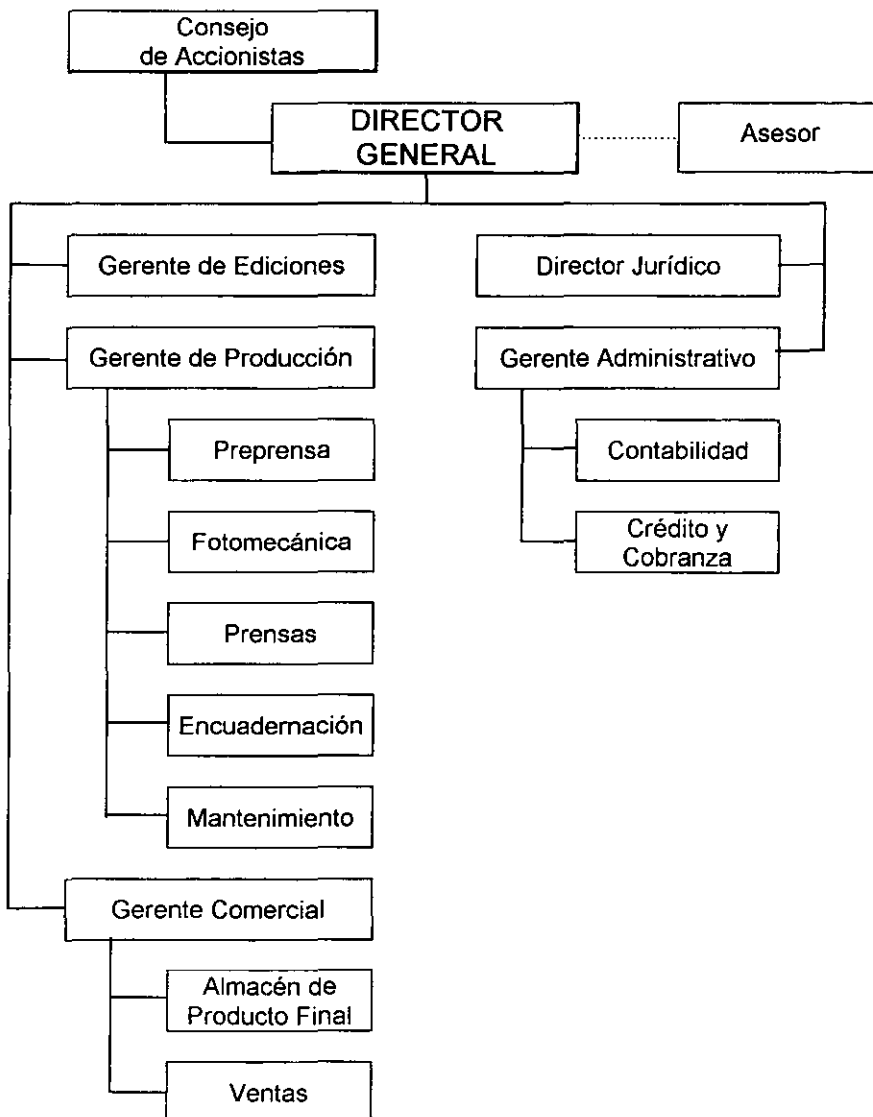 Consejo
de Accionistas
DIRECTOR
GENERAL
Asesor
Gerente de Ediciones
Director Jurídico
Gerente de Producción
Gerente Administrativo
Preprensa
Contabilidad
Fotomecánica
Crédito y
Cobranza
Prensas
Encuadernación
Mantenimiento
Gerente Comercial
Almacén de
Producto Final
Ventas